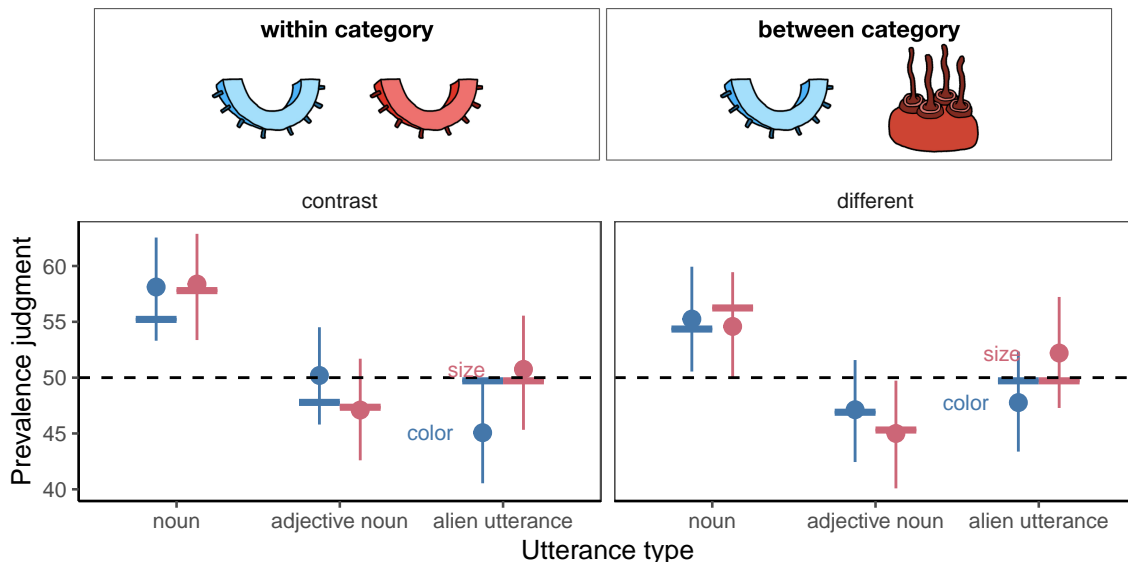 within category
between category
contrast
different
Prevalence judgment
60
55
50
45
40
size
color
size
color
noun
adjective noun
alien utterance
noun
adjective noun
alien utterance
Utterance type